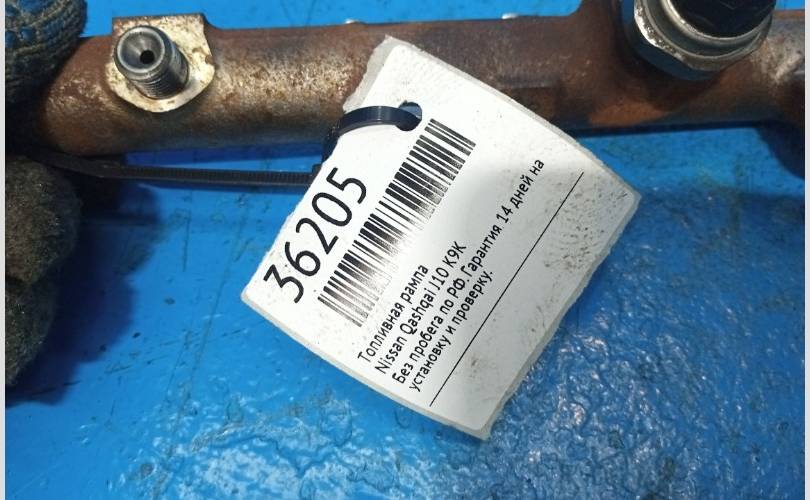 36205
Топливная рампа
Nissan Qashqai J10 K9K
Без пробега по РФ. Гарантия 14 дней на
установку и проверку.